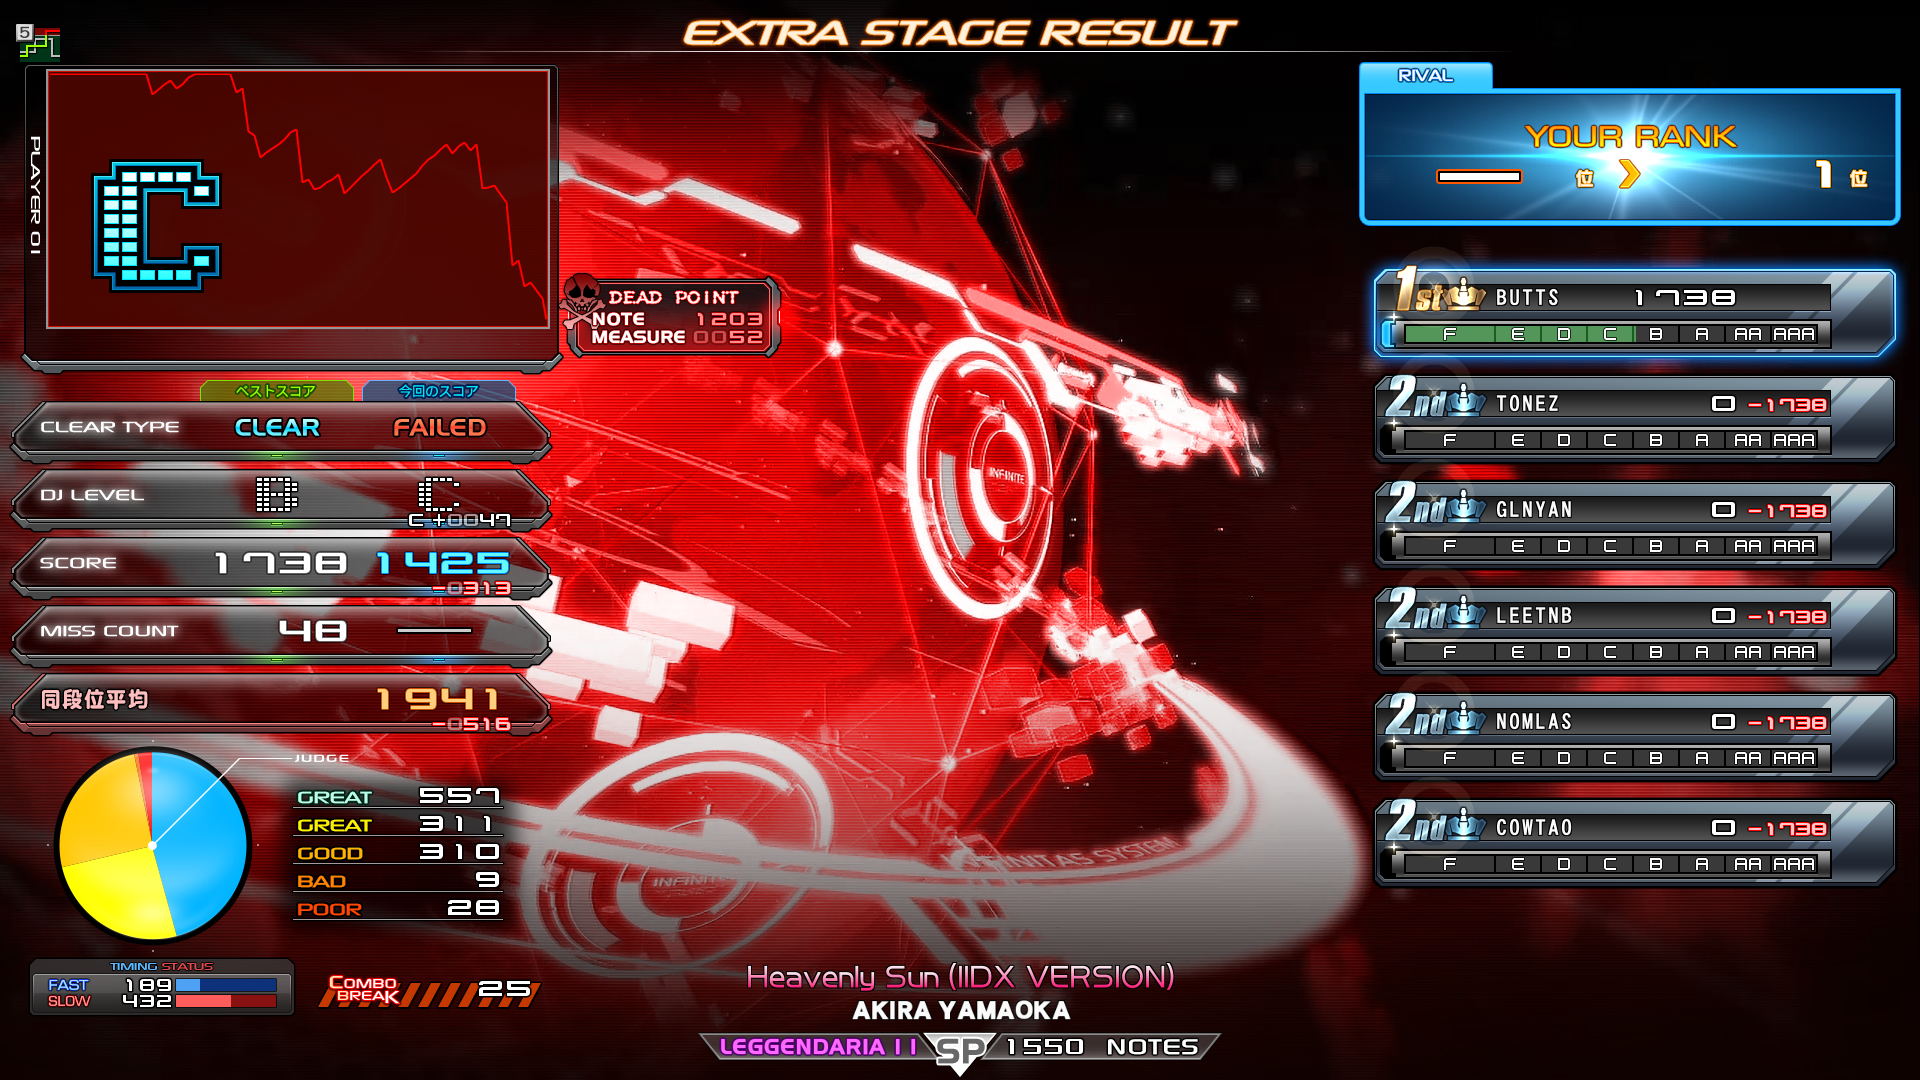 EXTRA STAGE RESULT
5
PLAYER 01
C
DEAD POINT
NOTE 1203
MEASURE 0052
ベストスコア 今回のスコア
CLEAR TYPE CLEAR FAILED
DJ LEVEL B C
C +0047
SCORE 1738 1425
-0313
MISS COUNT 48
同段位平均 1941
-0516
JUDGE
GREAT 557
GREAT 311
GOOD 310
BAD 9
POOR 28
TIMING STATUS
FAST 189
SLOW 432
COMBO BREAK 25
INFINITE
INFINITAS SYSTEM
Heavenly Sun (IIDX VERSION)
AKIRA YAMAOKA
LEGGENDARIA 11 SP 1550 NOTES
RIVAL
YOUR RANK
位 1 位
1st BUTTS 1738
F E D C B A AA AAA
2nd TONEZ 0 -1738
F E D C B A AA AAA
2nd GLNYAN 0 -1738
F E D C B A AA AAA
2nd LEETNB 0 -1738
F E D C B A AA AAA
2nd NOMLAS 0 -1738
F E D C B A AA AAA
2nd COWTAO 0 -1738
F E D C B A AA AAA